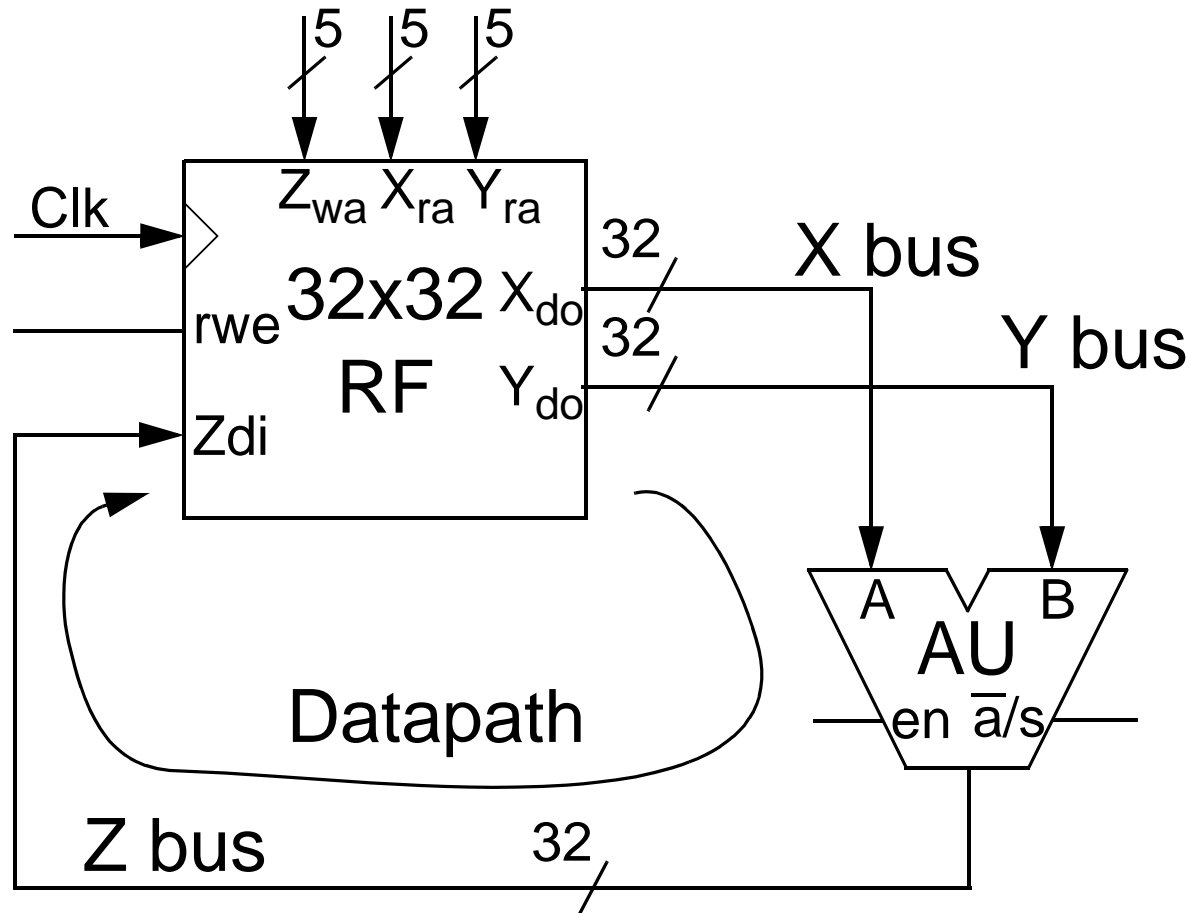 5 5 5
Clk
Zwa Xra Yra
32
X bus
32x32
Xdo
32
Y bus
rwe
RF
Ydo
Zdi
A B
AU
en a̅/s
Datapath
Z bus
32